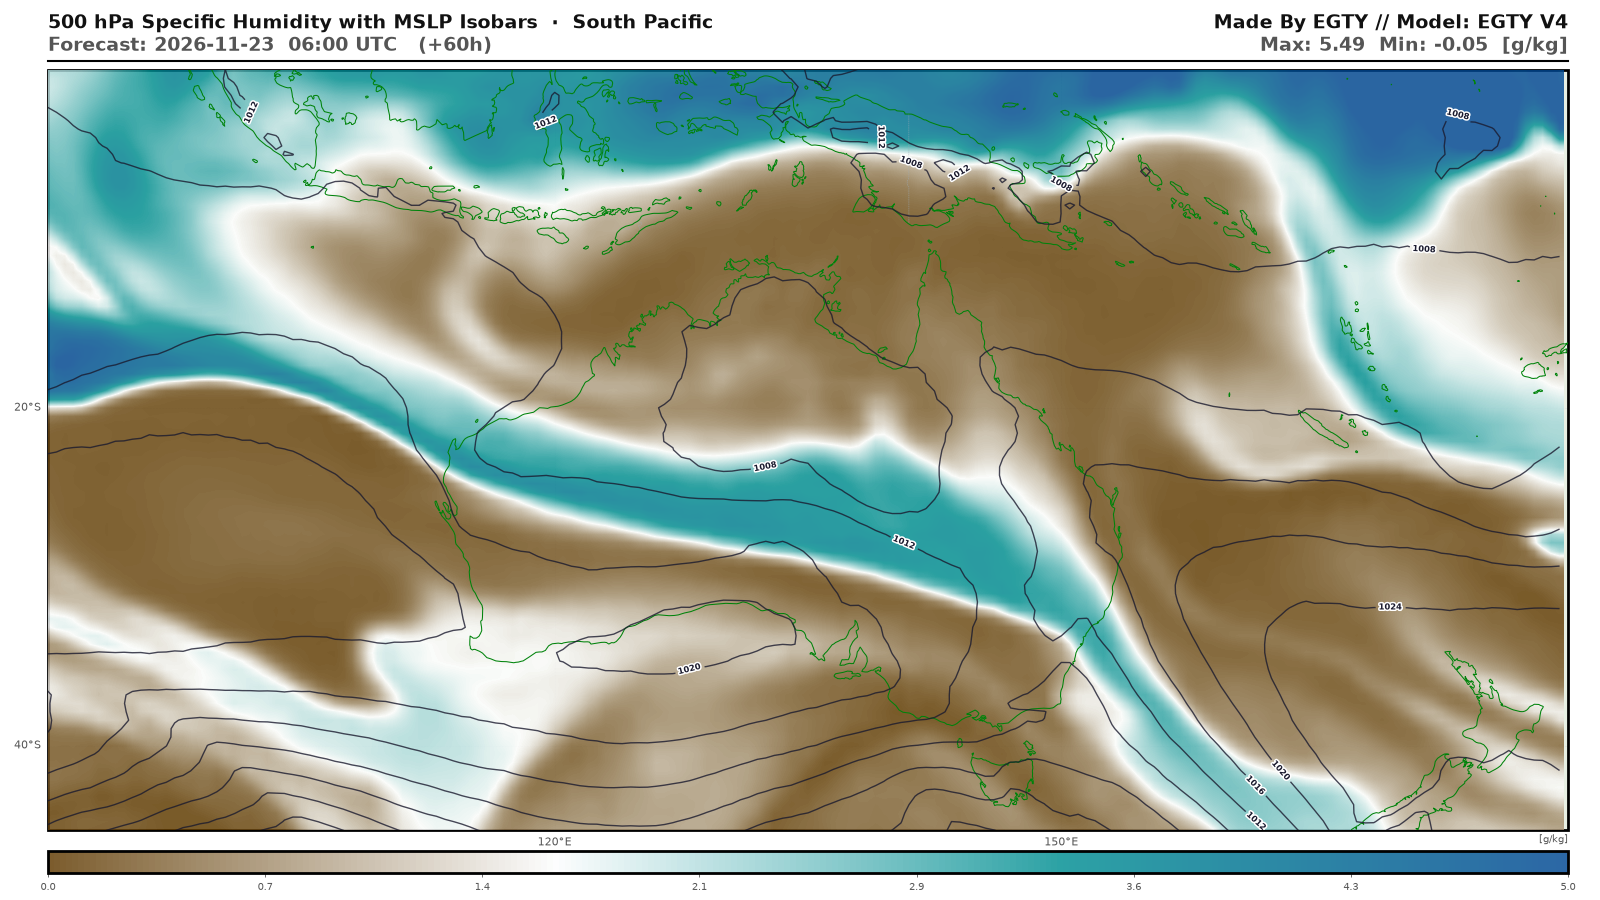 500 hPa Specific Humidity with MSLP Isobars · South Pacific
Made By EGTY // Model: EGTY V4
Forecast: 2026-11-23 06:00 UTC (+60h)
Max: 5.49 Min: -0.05 [g/kg]
1012
1012
1012
1008
1012
1008
1008
1008
20°S
1008
1012
1024
1020
40°S
1020
1016
1012
120°E
150°E
[g/kg]
0.0
0.7
1.4
2.1
2.9
3.6
4.3
5.0